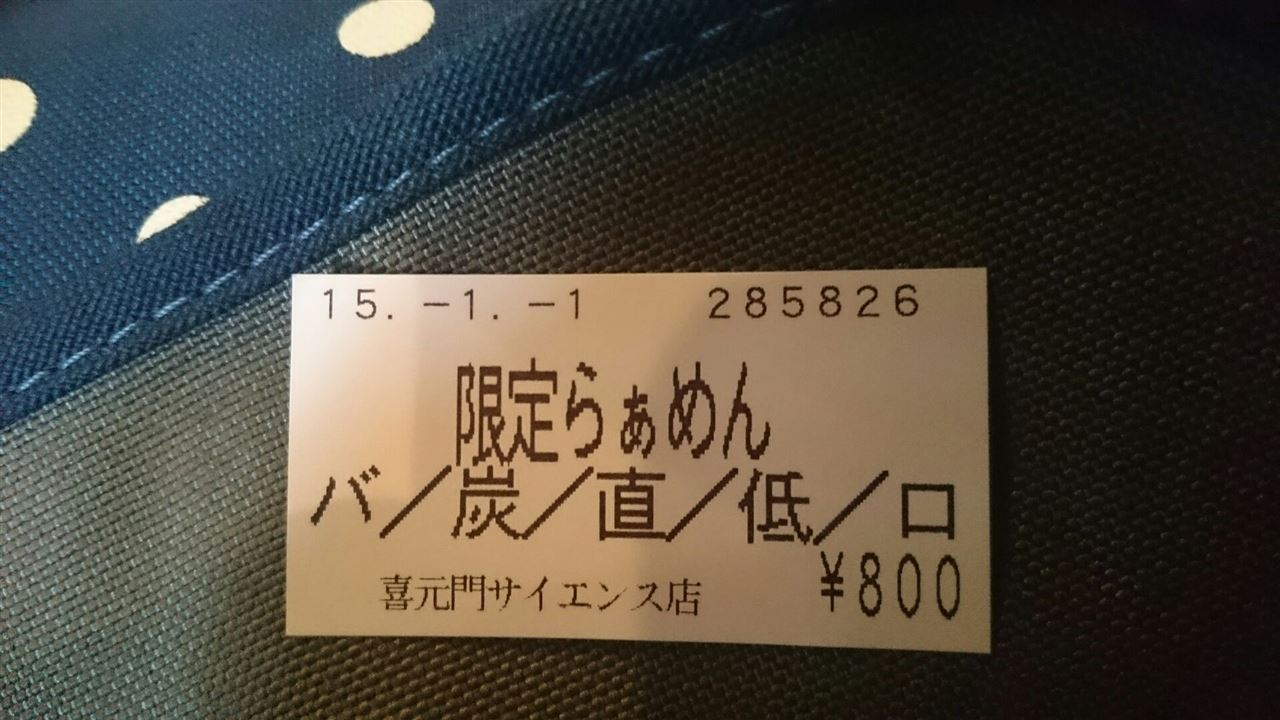 15.-1.-1 285826
限定らぁめん
バ／炭／直／低／ロ
¥800
喜元門サイエンス店